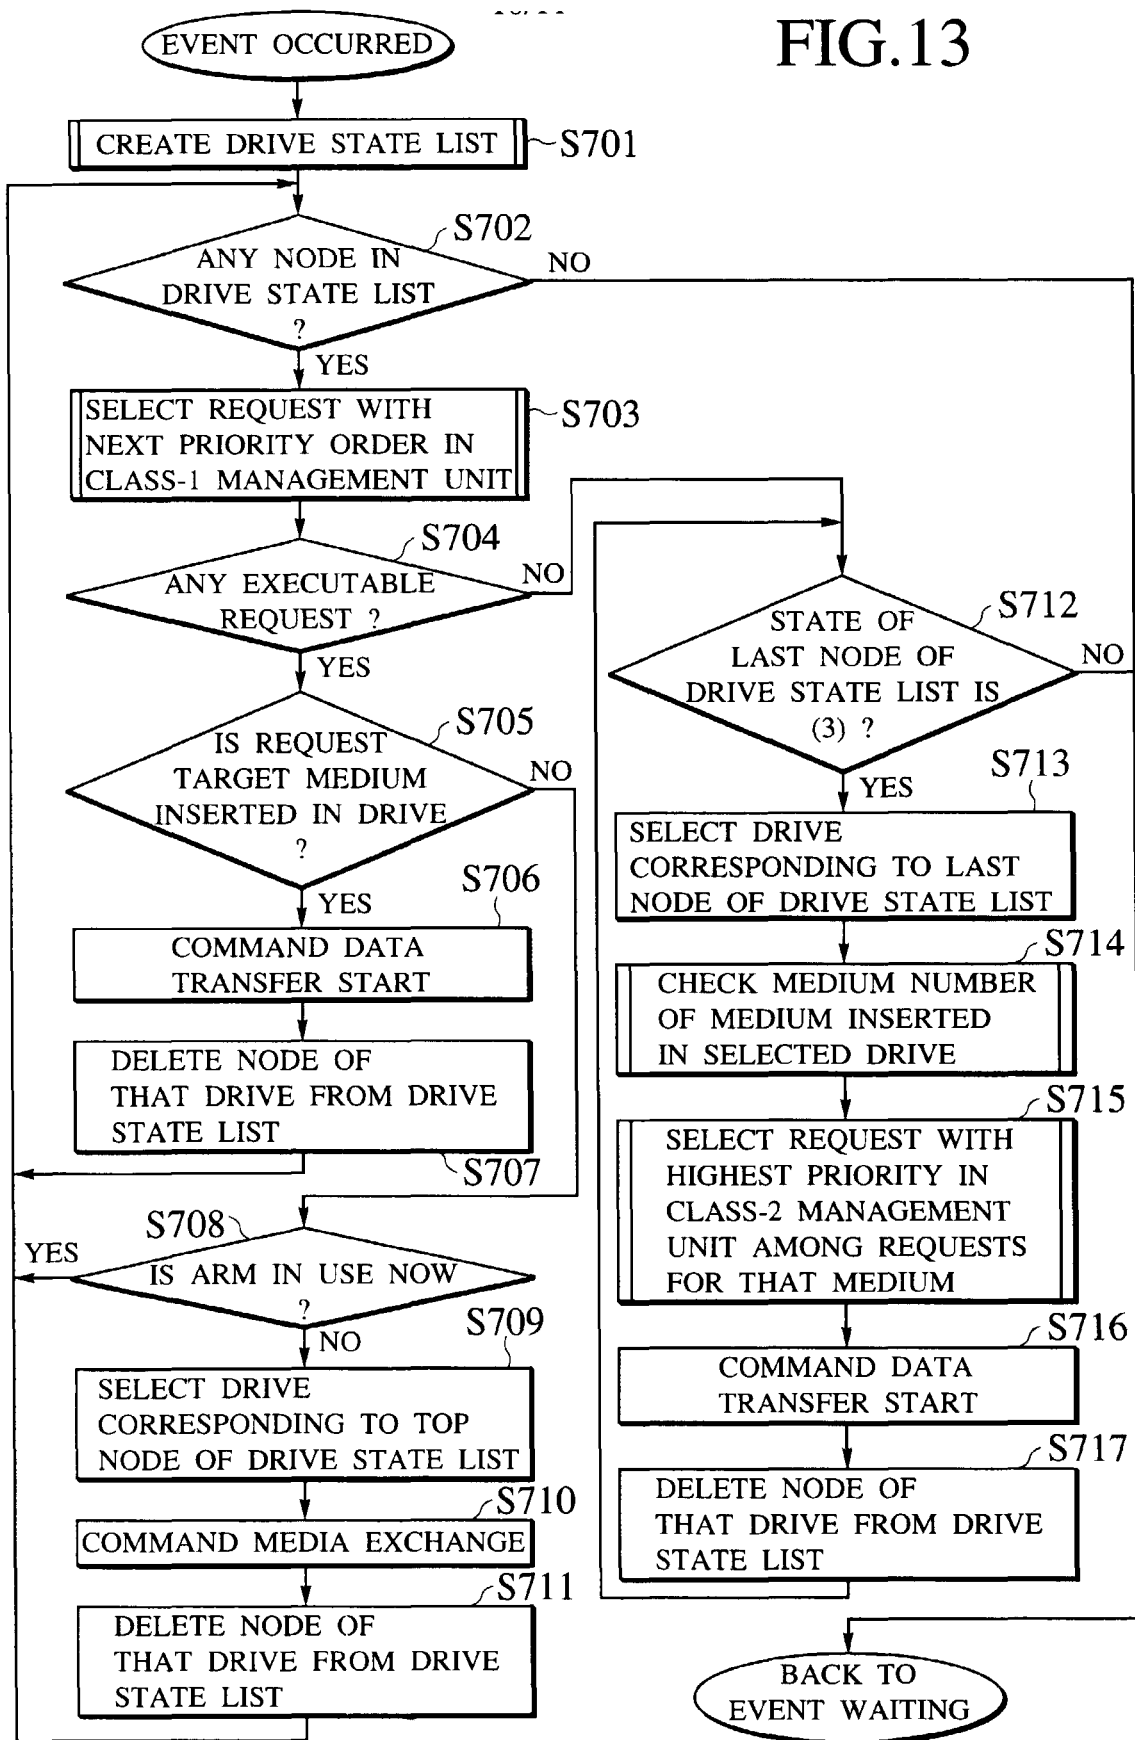 FIG.13
EVENT OCCURRED
CREATE DRIVE STATE LIST
S701
S702
ANY NODE IN
DRIVE STATE LIST
?
NO
YES
SELECT REQUEST WITH
NEXT PRIORITY ORDER IN
CLASS-1 MANAGEMENT UNIT
S703
S704
ANY EXECUTABLE
REQUEST ?
NO
YES
S705
IS REQUEST
TARGET MEDIUM
INSERTED IN DRIVE
?
NO
YES
S706
COMMAND DATA
TRANSFER START
DELETE NODE OF
THAT DRIVE FROM DRIVE
STATE LIST
S707
S708
YES
IS ARM IN USE NOW
?
NO
S709
SELECT DRIVE
CORRESPONDING TO TOP
NODE OF DRIVE STATE LIST
S710
COMMAND MEDIA EXCHANGE
S711
DELETE NODE OF
THAT DRIVE FROM DRIVE
STATE LIST
S712
STATE OF
LAST NODE OF
DRIVE STATE LIST IS
(3) ?
NO
YES
S713
SELECT DRIVE
CORRESPONDING TO LAST
NODE OF DRIVE STATE LIST
S714
CHECK MEDIUM NUMBER
OF MEDIUM INSERTED
IN SELECTED DRIVE
S715
SELECT REQUEST WITH
HIGHEST PRIORITY IN
CLASS-2 MANAGEMENT
UNIT AMONG REQUESTS
FOR THAT MEDIUM
S716
COMMAND DATA
TRANSFER START
S717
DELETE NODE OF
THAT DRIVE FROM DRIVE
STATE LIST
BACK TO
EVENT WAITING